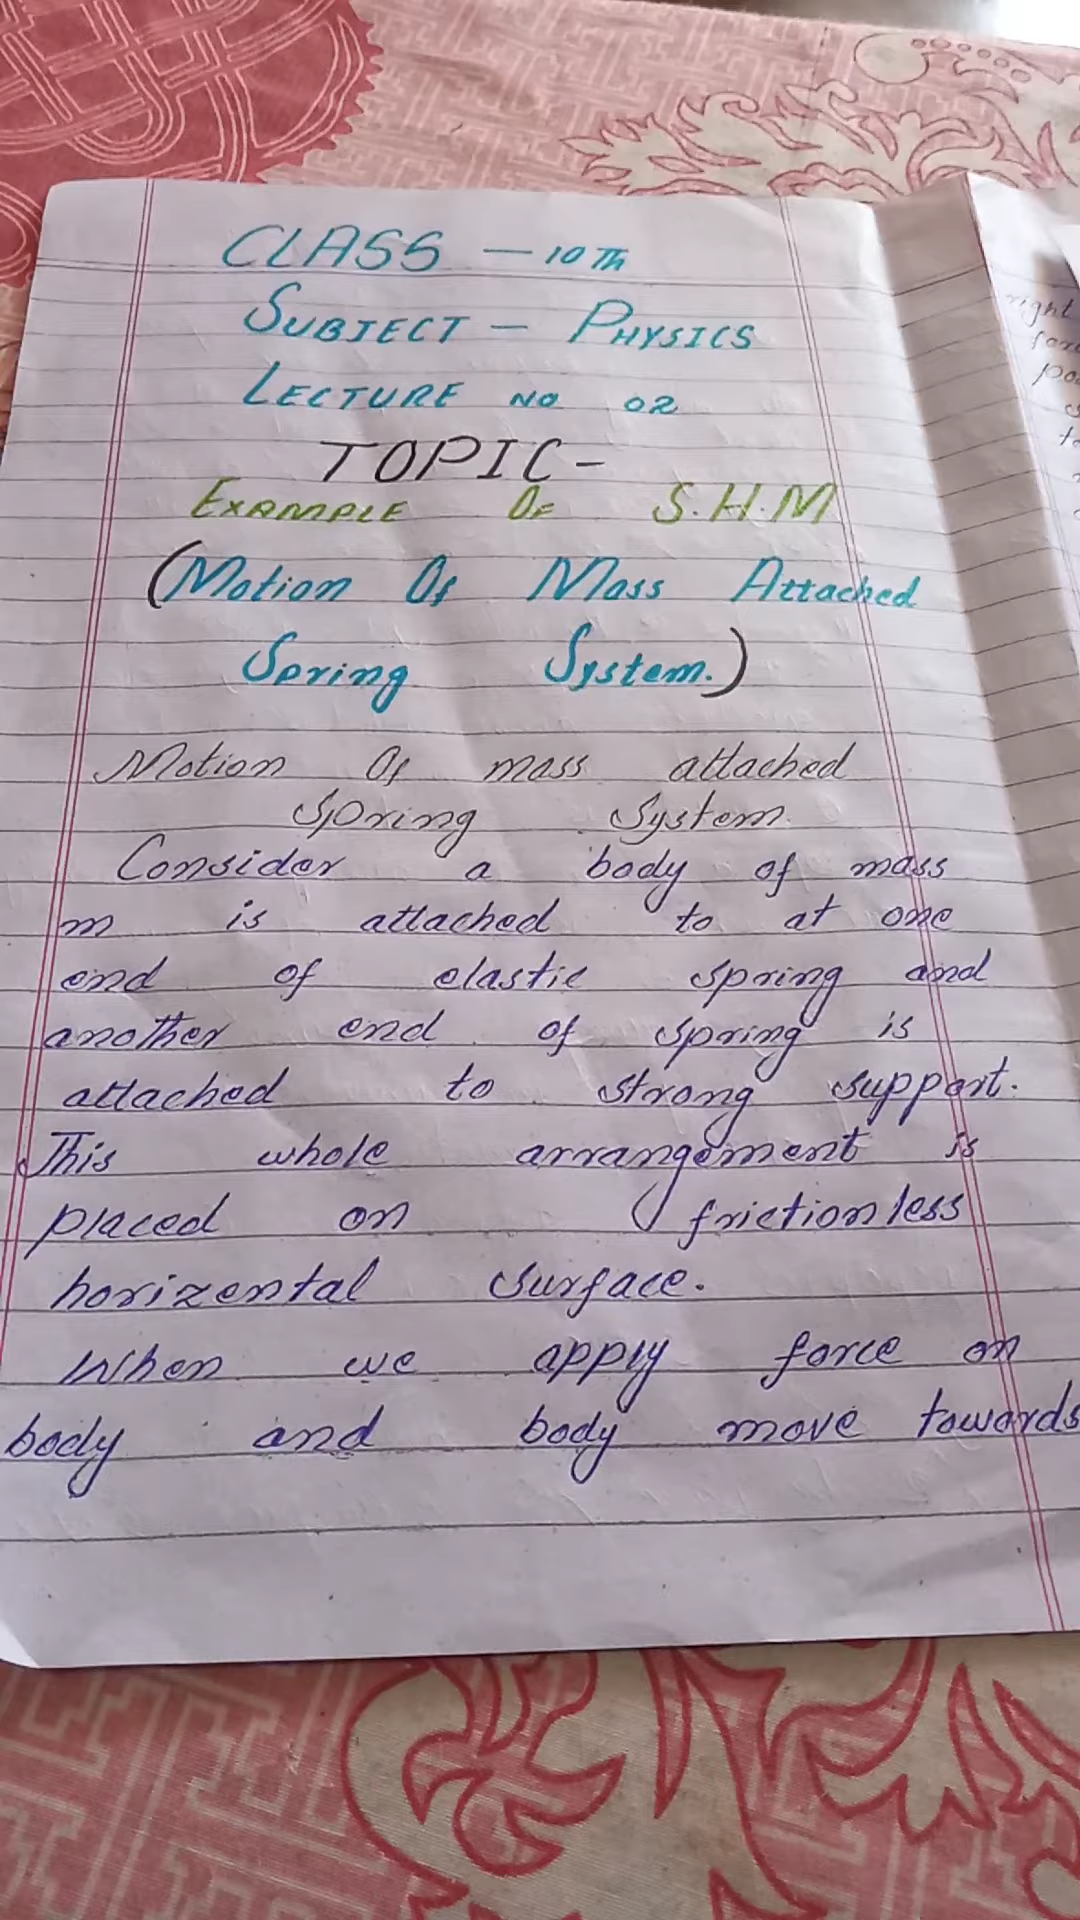 CLASS – 10Th
SUBJECT – PHYSICS
LECTURE NO 02
TOPIC –
EXAMPLE OF S.H.M
(Motion Of Mass Attached
Spring System.)
Motion Of mass attached
Spring System.
Consider a body of mass
m is attached to at one
end of elastic spring and
another end of spring is
attached to strong support.
This whole arrangement is
placed on frictionless
horizental surface.
When we apply force on
body and body move towards
right